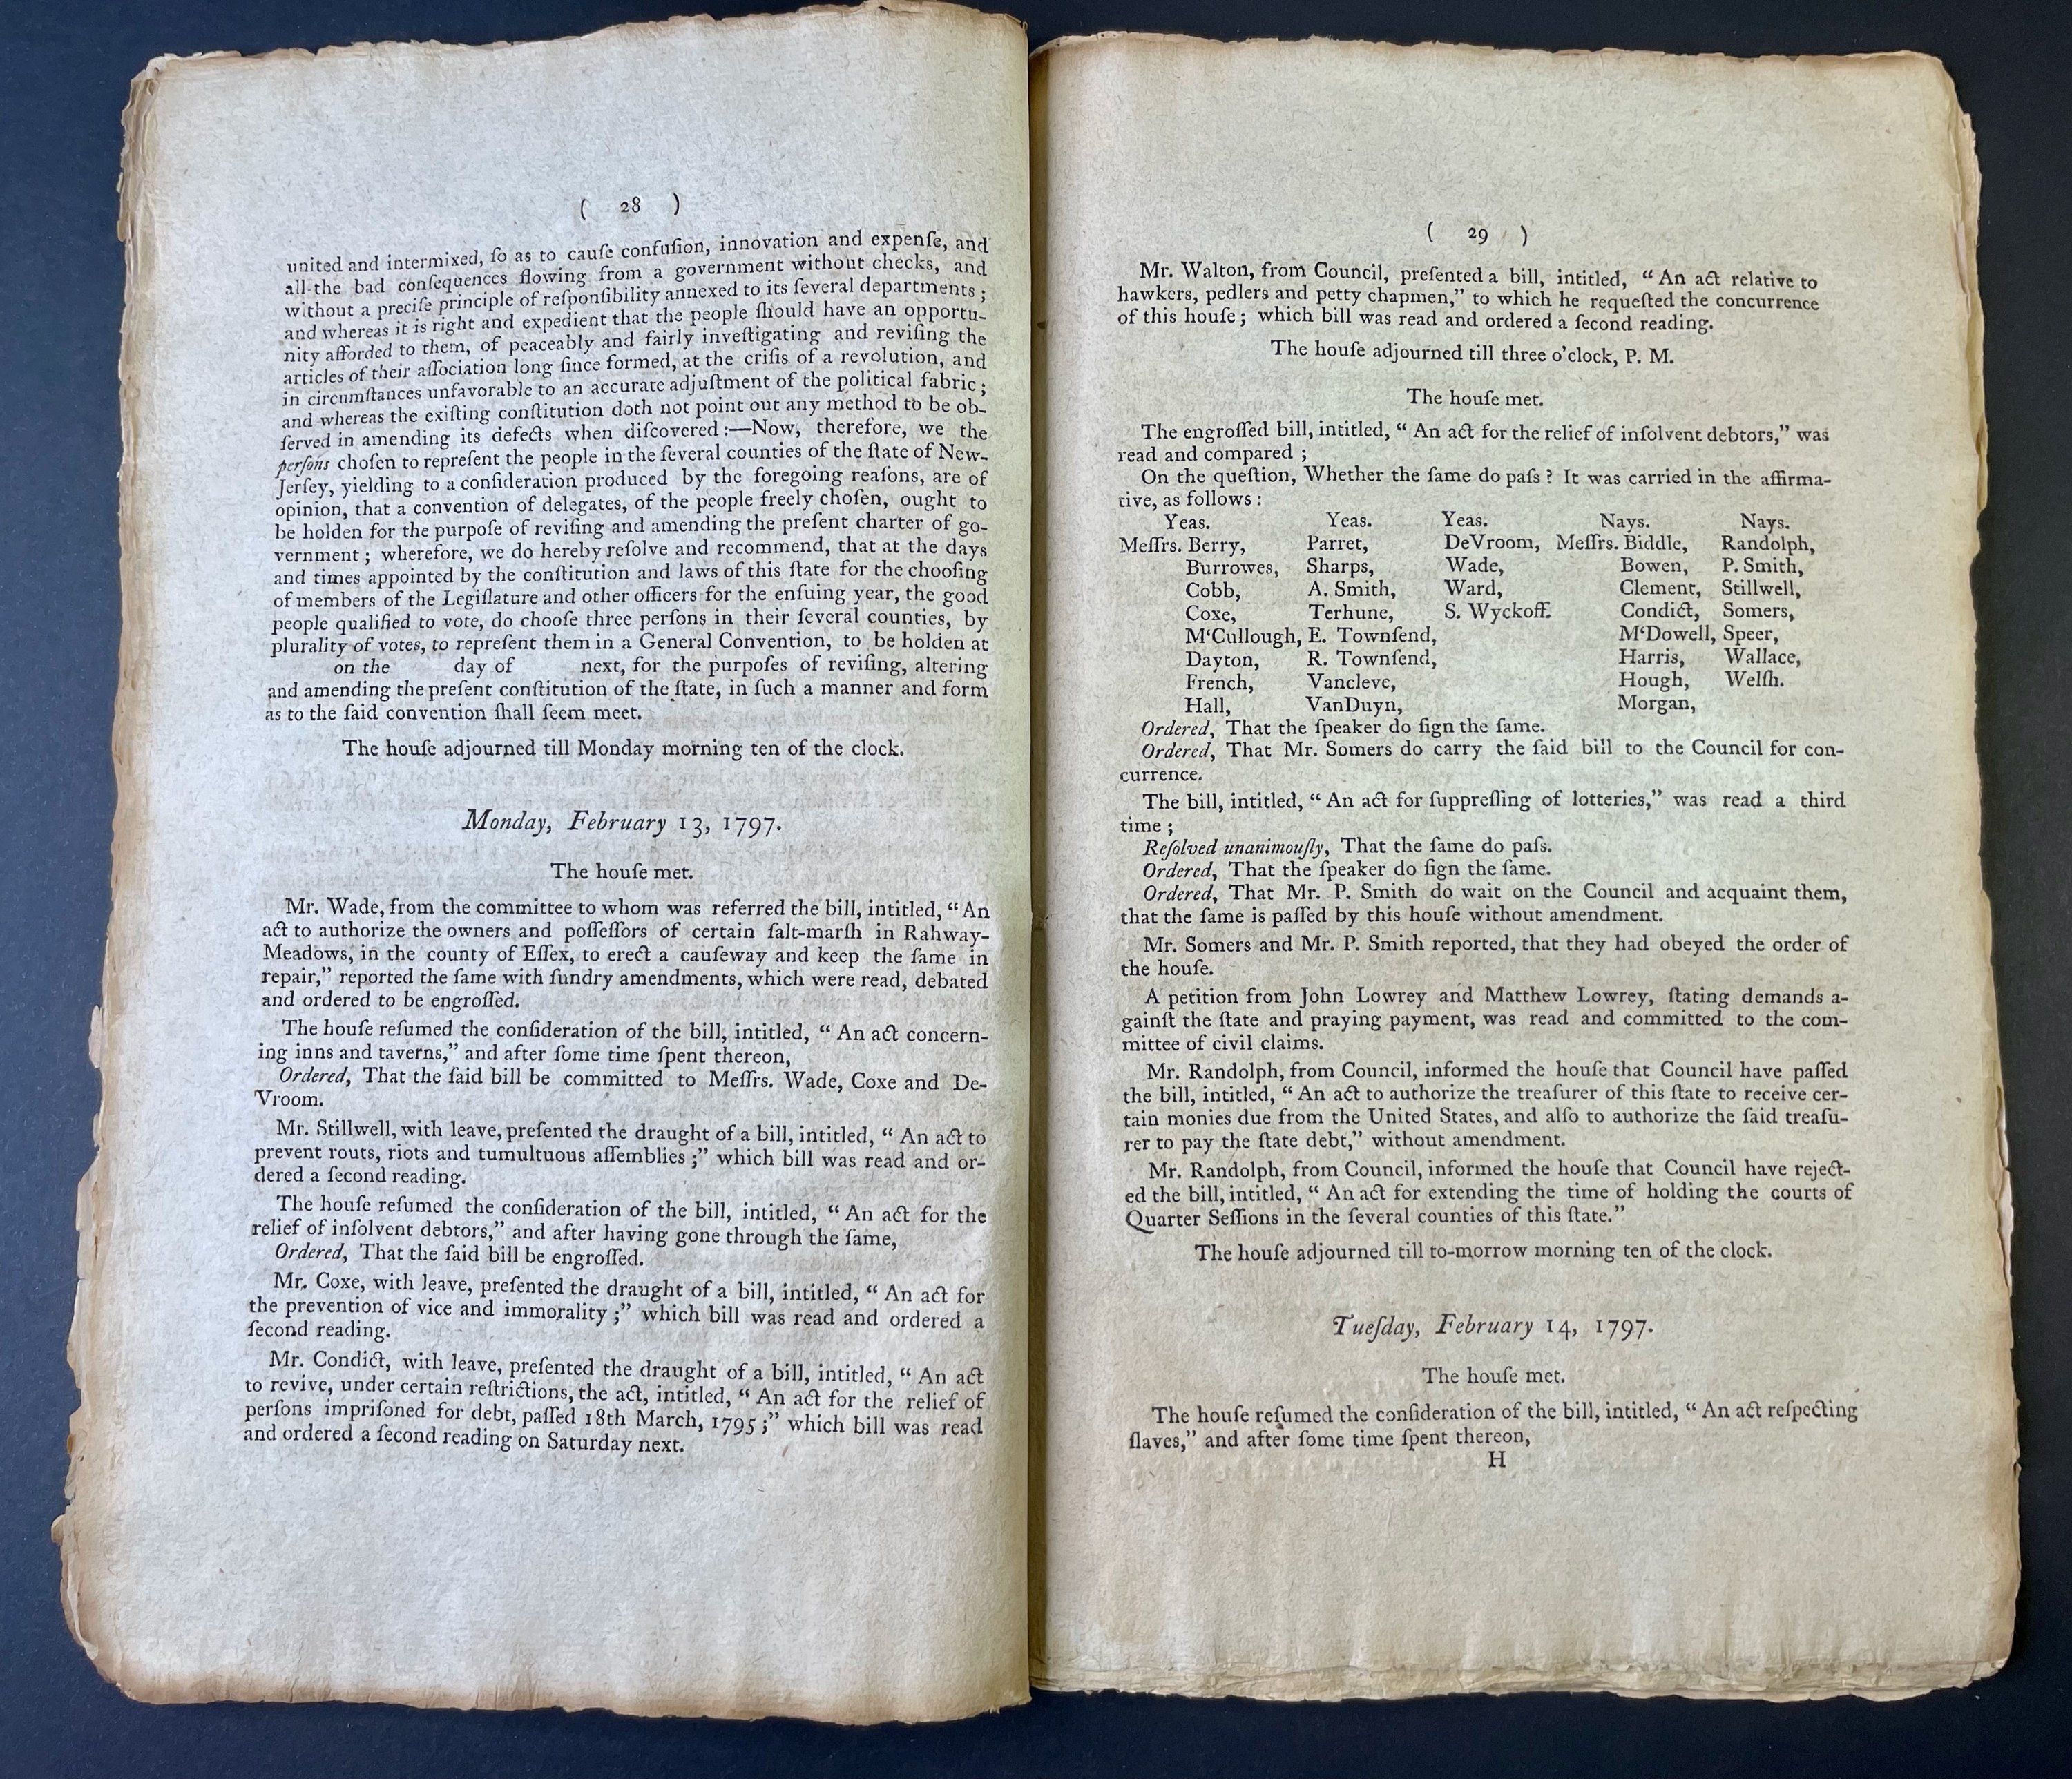 ( 28 )
united and intermixed, ſo as to cauſe confuſion, innovation and expenſe, and
all the bad conſequences flowing from a government without checks, and
without a preciſe principle of reſponſibility annexed to its ſeveral departments;
and whereas it is right and expedient that the people ſhould have an opportu-
nity afforded to them, of peaceably and fairly inveſtigating and reviſing the
articles of their aſſociation long ſince formed, at the criſis of a revolution, and
in circumſtances unfavorable to an accurate adjuſtment of the political fabric;
and whereas the exiſting conſtitution doth not point out any method to be ob-
ſerved in amending its defects when diſcovered:—Now, therefore, we the
perſons choſen to repreſent the people in the ſeveral counties of the ſtate of New-
Jerſey, yielding to a conſideration produced by the foregoing reaſons, are of
opinion, that a convention of delegates, of the people freely choſen, ought to
be holden for the purpoſe of reviſing and amending the preſent charter of go-
vernment; wherefore, we do hereby reſolve and recommend, that at the days
and times appointed by the conſtitution and laws of this ſtate for the chooſing
of members of the Legiſlature and other officers for the enſuing year, the good
people qualified to vote, do chooſe three perſons in their ſeveral counties, by
plurality of votes, to repreſent them in a General Convention, to be holden at
on the day of next, for the purpoſes of reviſing, altering
and amending the preſent conſtitution of the ſtate, in ſuch a manner and form
as to the ſaid convention ſhall ſeem meet.
The houſe adjourned till Monday morning ten of the clock.
Monday, February 13, 1797.
The houſe met.
Mr. Wade, from the committee to whom was referred the bill, intitled, “An
act to authorize the owners and poſſeſſors of certain ſalt-marſh in Rahway-
Meadows, in the county of Eſſex, to erect a cauſeway and keep the ſame in
repair,” reported the ſame with ſundry amendments, which were read, debated
and ordered to be engroſſed.
The houſe reſumed the conſideration of the bill, intitled, “ An act concern-
ing inns and taverns,” and after ſome time ſpent thereon,
Ordered, That the ſaid bill be committed to Meſſrs. Wade, Coxe and De-
Vroom.
Mr. Stillwell, with leave, preſented the draught of a bill, intitled, “ An act to
prevent routs, riots and tumultuous aſſemblies;” which bill was read and or-
dered a ſecond reading.
The houſe reſumed the conſideration of the bill, intitled, “ An act for the
relief of inſolvent debtors,” and after having gone through the ſame,
Ordered, That the ſaid bill be engroſſed.
Mr. Coxe, with leave, preſented the draught of a bill, intitled, “ An act for
the prevention of vice and immorality;” which bill was read and ordered a
ſecond reading.
Mr. Condict, with leave, preſented the draught of a bill, intitled, “ An act
to revive, under certain reſtrictions, the act, intitled, “ An act for the relief of
perſons impriſoned for debt, paſſed 18th March, 1795;” which bill was read
and ordered a ſecond reading on Saturday next.
( 29 )
Mr. Walton, from Council, preſented a bill, intitled, “ An act relative to
hawkers, pedlers and petty chapmen,” to which he requeſted the concurrence
of this houſe; which bill was read and ordered a ſecond reading.
The houſe adjourned till three o'clock, P. M.
The houſe met.
The engroſſed bill, intitled, “ An act for the relief of inſolvent debtors,” was
read and compared;
On the queſtion, Whether the ſame do paſs? It was carried in the affirma-
tive, as follows:
Yeas. Yeas. Yeas. Nays. Nays.
Meſſrs. Berry, Parret, DeVroom, Meſſrs. Biddle, Randolph,
Burrowes, Sharps, Wade, Bowen, P. Smith,
Cobb, A. Smith, Ward, Clement, Stillwell,
Coxe, Terhune, S. Wyckoff. Condict, Somers,
M‘Cullough, E. Townſend, M‘Dowell, Speer,
Dayton, R. Townſend, Harris, Wallace,
French, Vancleve, Hough, Welſh.
Hall, VanDuyn, Morgan,
Ordered, That the ſpeaker do ſign the ſame.
Ordered, That Mr. Somers do carry the ſaid bill to the Council for con-
currence.
The bill, intitled, “ An act for ſuppreſſing of lotteries,” was read a third
time;
Reſolved unanimouſly, That the ſame do paſs.
Ordered, That the ſpeaker do ſign the ſame.
Ordered, That Mr. P. Smith do wait on the Council and acquaint them,
that the ſame is paſſed by this houſe without amendment.
Mr. Somers and Mr. P. Smith reported, that they had obeyed the order of
the houſe.
A petition from John Lowrey and Matthew Lowrey, ſtating demands a-
gainſt the ſtate and praying payment, was read and committed to the com-
mittee of civil claims.
Mr. Randolph, from Council, informed the houſe that Council have paſſed
the bill, intitled, “ An act to authorize the treaſurer of this ſtate to receive cer-
tain monies due from the United States, and alſo to authorize the ſaid treaſu-
rer to pay the ſtate debt,” without amendment.
Mr. Randolph, from Council, informed the houſe that Council have reject-
ed the bill, intitled, “ An act for extending the time of holding the courts of
Quarter Seſſions in the ſeveral counties of this ſtate.”
The houſe adjourned till to-morrow morning ten of the clock.
Tueſday, February 14, 1797.
The houſe met.
The houſe reſumed the conſideration of the bill, intitled, “ An act reſpecting
ſlaves,” and after ſome time ſpent thereon,
H